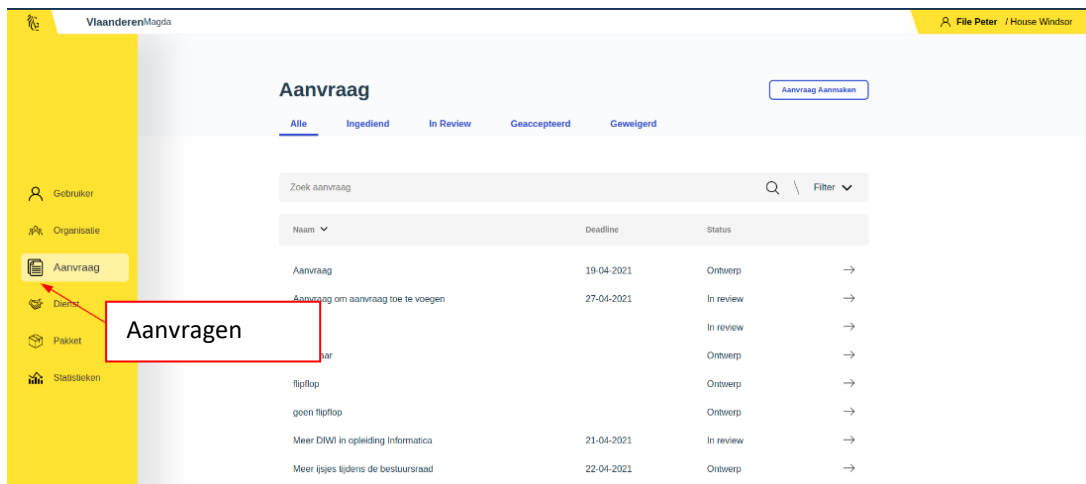 VlaanderenMagda
File Peter / House Windsor
Aanvraag
Aanvraag Aanmaken
Alle Ingediend In Review Geaccepteerd Geweigerd
Zoek aanvraag Filter
Naam Deadline Status
Aanvraag 19-04-2021 Ontwerp
Aanvraag om aanvraag toe te voegen 27-04-2021 In review
In review
Ontwerp
flipflop Ontwerp
geen flipflop Ontwerp
Meer DIWI in opleiding Informatica 21-04-2021 In review
Meer ijsjes tijdens de bestuursraad 22-04-2021 Ontwerp
Gebruiker
Organisatie
Aanvraag
Dienst
Pakket
Statistieken
Aanvragen